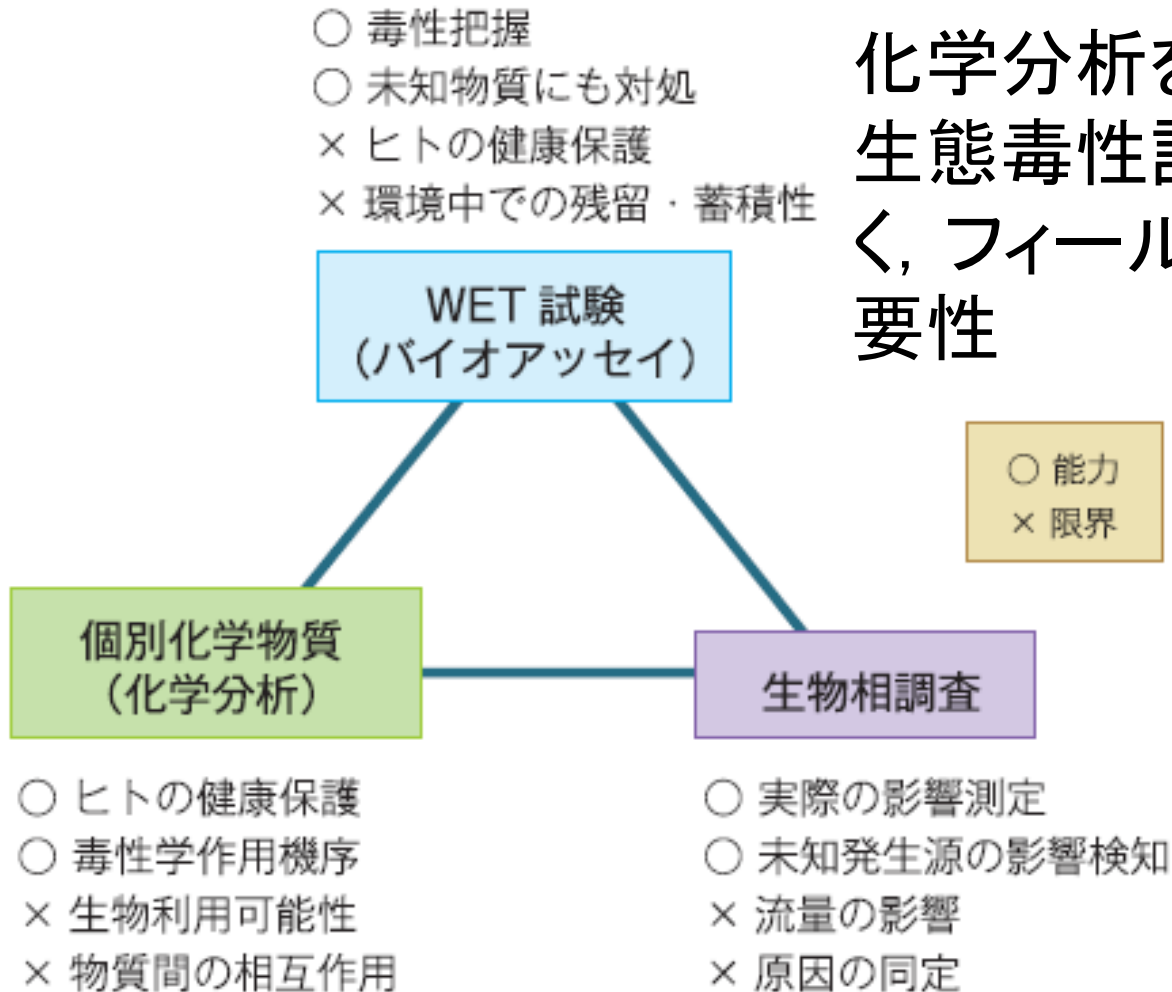 ○ 毒性把握
○ 未知物質にも対処
× ヒトの健康保護
× 環境中での残留・蓄積性
化学分析
生態毒性
く, フィール
要性
WET 試験
（バイオアッセイ）
○ 能力
× 限界
個別化学物質
（化学分析）
生物相調査
○ ヒトの健康保護
○ 毒性学作用機序
× 生物利用可能性
× 物質間の相互作用
○ 実際の影響測定
○ 未知発生源の影響検知
× 流量の影響
× 原因の同定